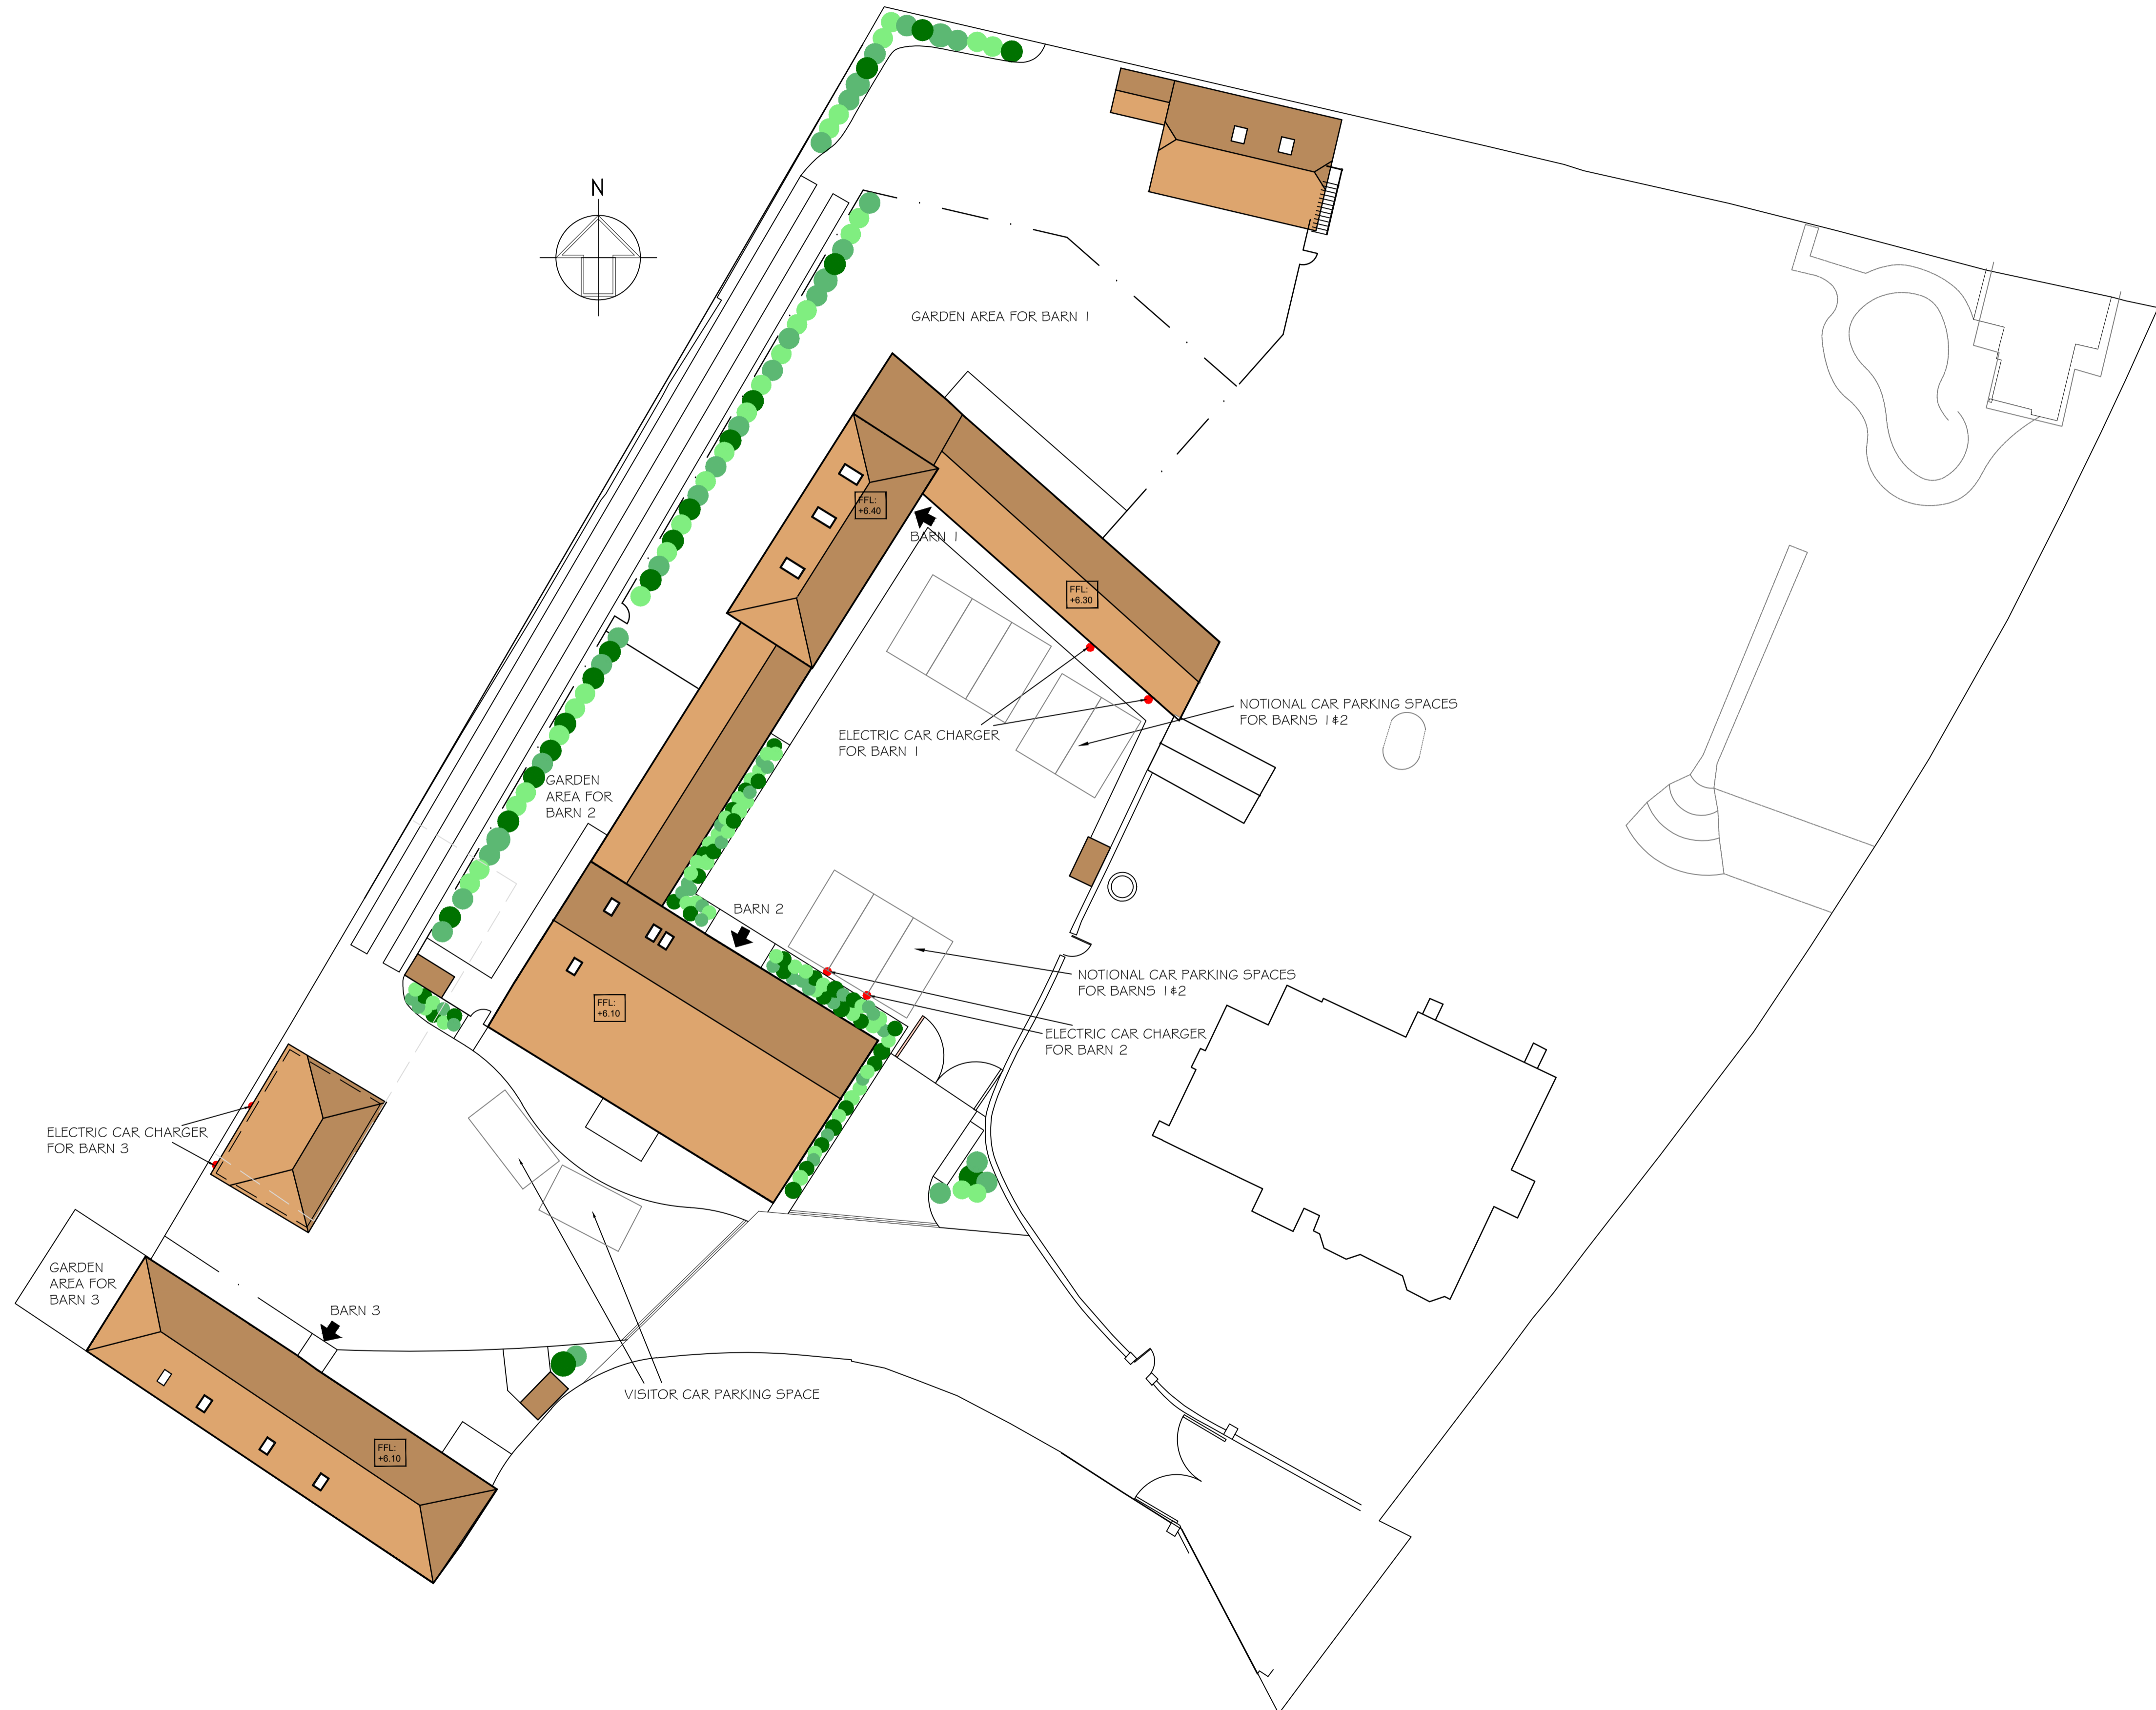 N
GARDEN AREA FOR BARN 1
FFL:
+6.40
BARN 1
FFL:
+6.30
NOTIONAL CAR PARKING SPACES
FOR BARNS 1&2
ELECTRIC CAR CHARGER
FOR BARN 1
GARDEN
AREA FOR
BARN 2
BARN 2
NOTIONAL CAR PARKING SPACES
FOR BARNS 1&2
FFL:
+6.10
ELECTRIC CAR CHARGER
FOR BARN 2
ELECTRIC CAR CHARGER
FOR BARN 3
GARDEN
AREA FOR
BARN 3
BARN 3
VISITOR CAR PARKING SPACE
FFL:
+6.10